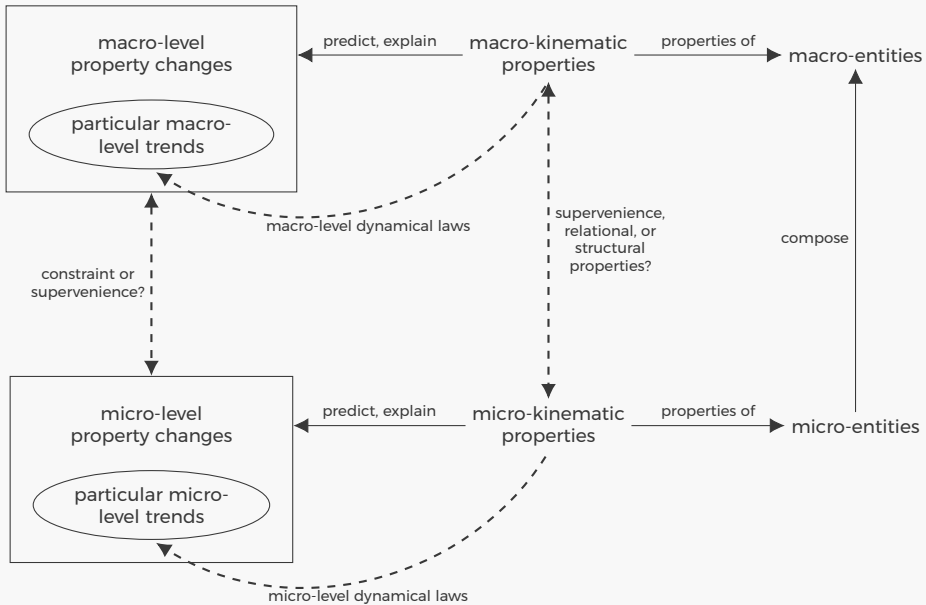 macro-level
property changes
particular macro-
level trends
predict, explain
macro-kinematic
properties
properties of
macro-entities
macro-level dynamical laws
constraint or
supervenience?
supervenience,
relational, or
structural
properties?
compose
micro-level
property changes
particular micro-
level trends
predict, explain
micro-kinematic
properties
properties of
micro-entities
micro-level dynamical laws